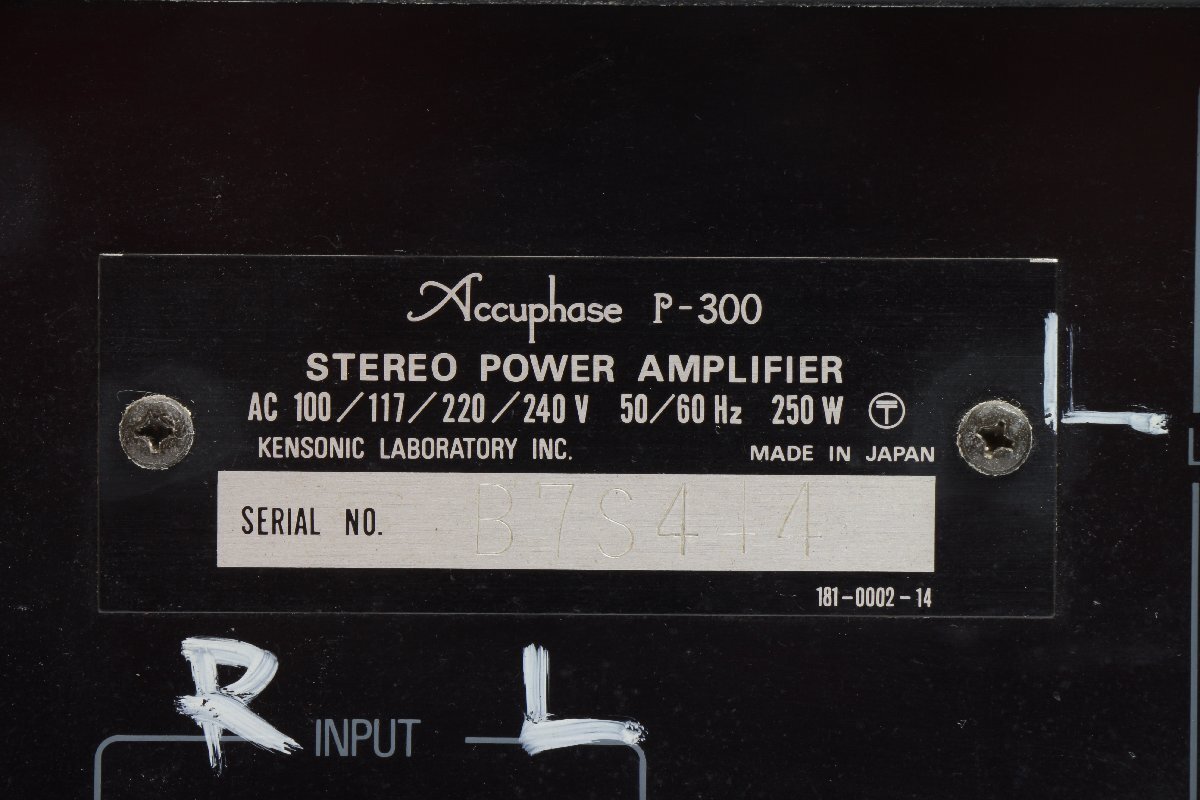 Accuphase P-300
STEREO POWER AMPLIFIER
AC 100/117/220/240 V 50/60 Hz 250 W 〒
KENSONIC LABORATORY INC. MADE IN JAPAN
SERIAL NO. B7S414
181-0002-14
L
R INPUT L